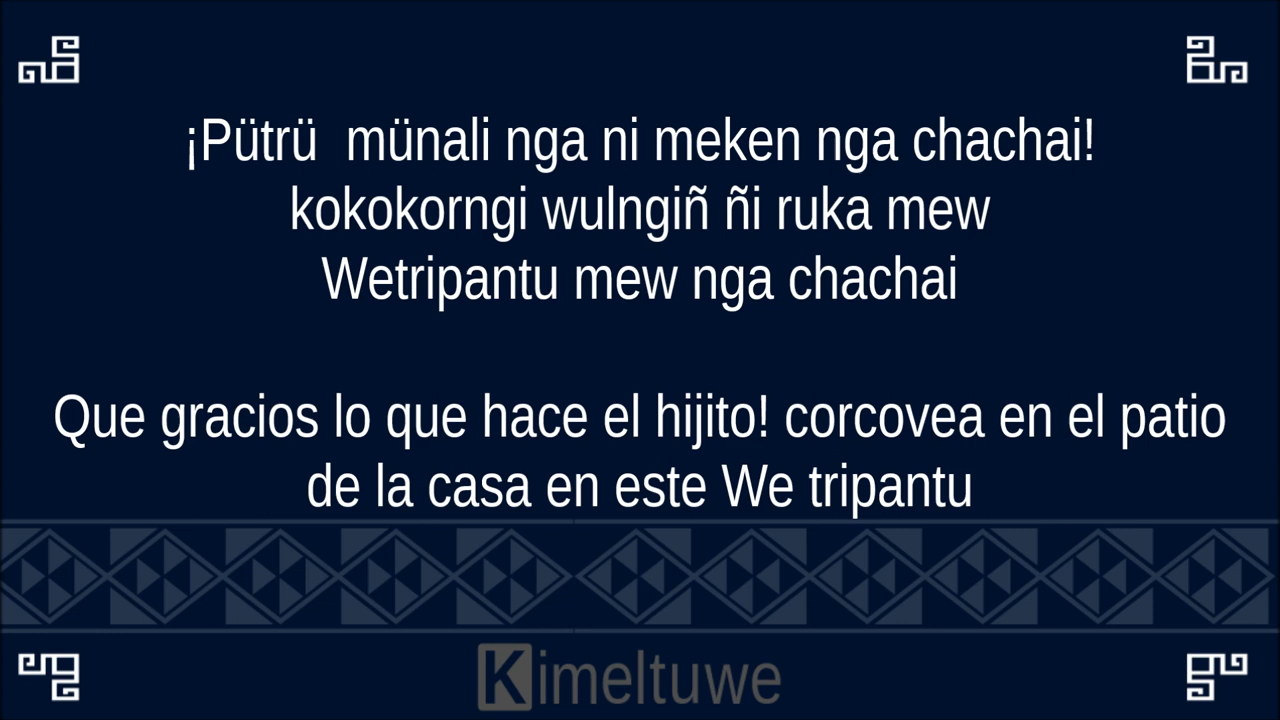 ¡Pütrü  münali nga ni meken nga chachai!
kokokorngi wulngiñ ñi ruka mew
Wetripantu mew nga chachai
Que gracios lo que hace el hijito! corcovea en el patio
de la casa en este We tripantu
Kimeltuwe